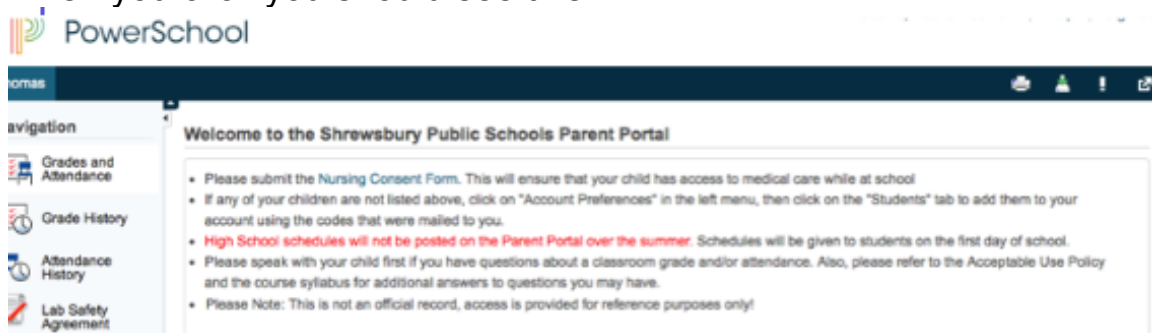 PowerSchool
Navigation
Welcome to the Shrewsbury Public Schools Parent Portal
Grades and
Attendance
• Please submit the Nursing Consent Form. This will ensure that your child has access to medical care while at school
• If any of your children are not listed above, click on "Account Preferences" in the left menu, then click on the "Students" tab to add them to your
account using the codes that were mailed to you.
Grade History
• High School schedules will not be posted on the Parent Portal over the summer. Schedules will be given to students on the first day of school.
• Please speak with your child first if you have questions about a classroom grade and/or attendance. Also, please refer to the Acceptable Use Policy
and the course syllabus for additional answers to questions you may have.
Attendance
History
• Please Note: This is not an official record, access is provided for reference purposes only!
Lab Safety
Agreement